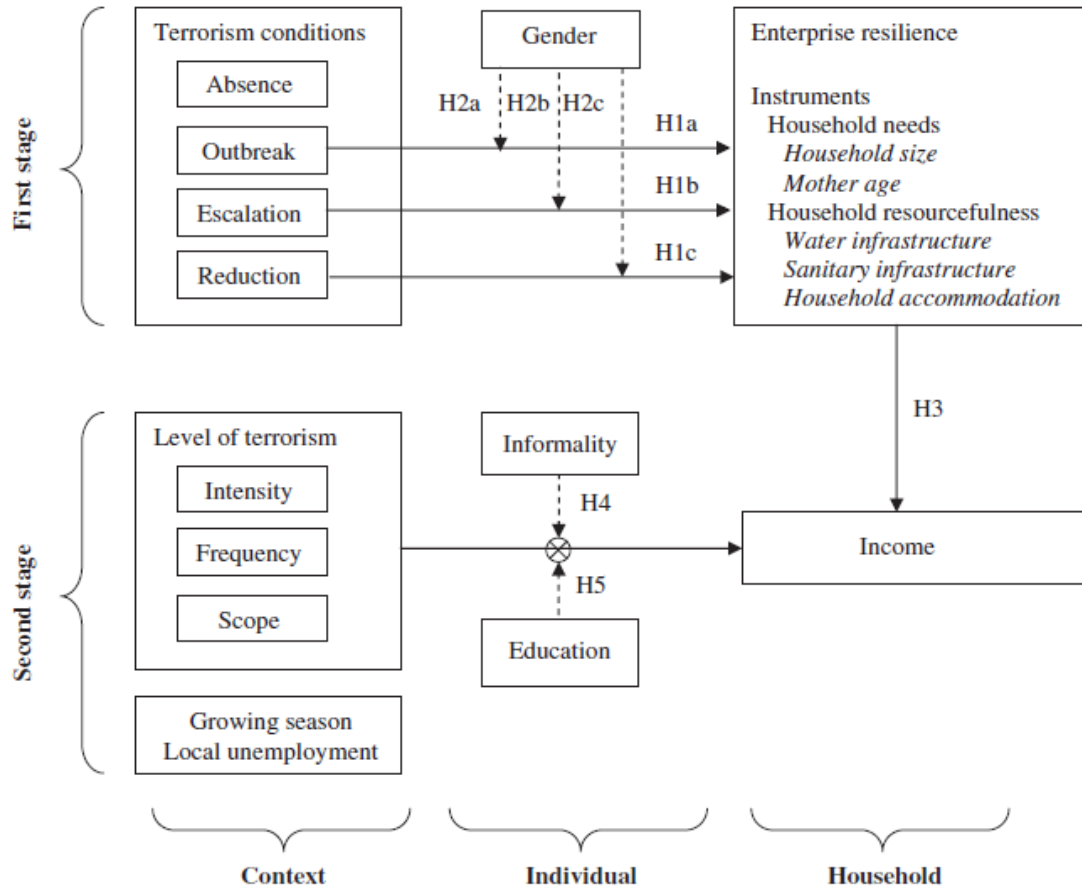 First stage
Terrorism conditions
Absence
Outbreak
Escalation
Reduction
Gender
H2a
H2b
H2c
H1a
H1b
H1c
Enterprise resilience
Instruments
Household needs
Household size
Mother age
Household resourcefulness
Water infrastructure
Sanitary infrastructure
Household accommodation
H3
Second stage
Level of terrorism
Intensity
Frequency
Scope
Growing season
Local unemployment
Informality
H4
H5
Education
Income
Context
Individual
Household